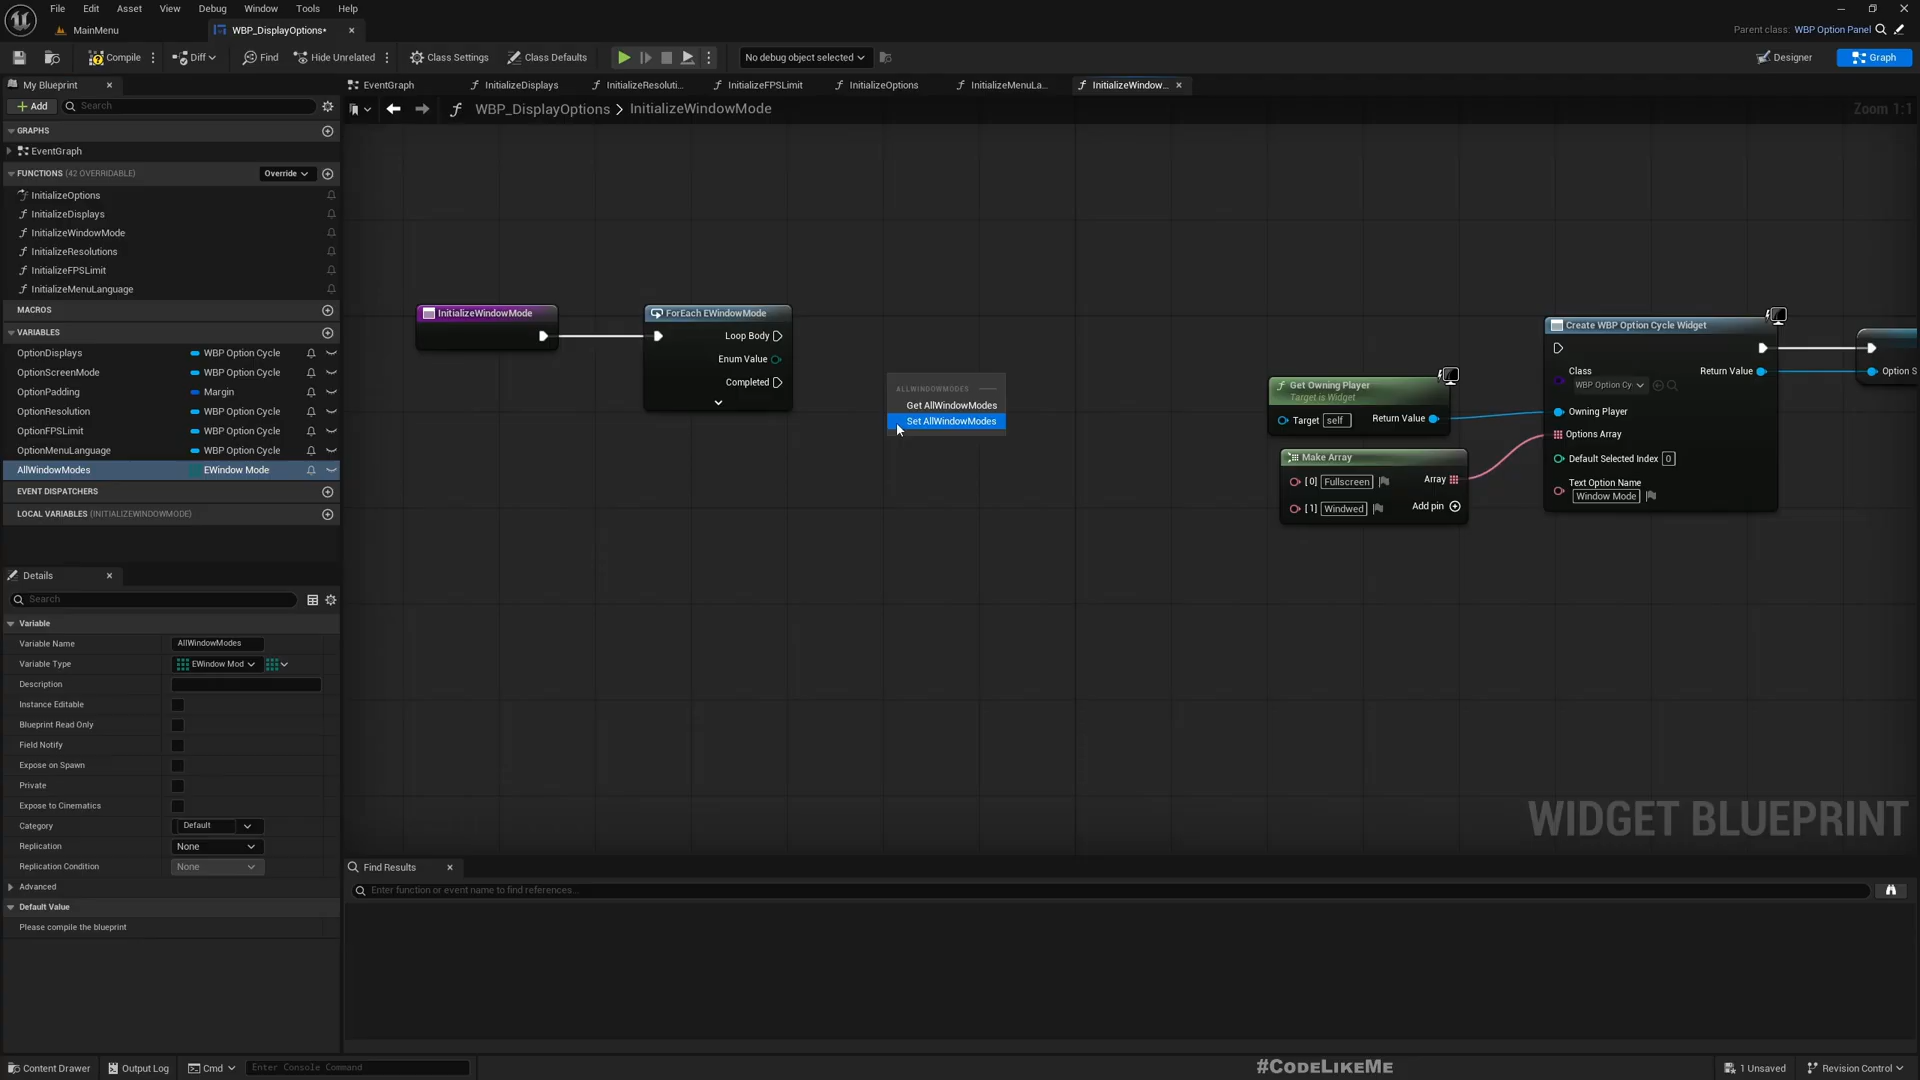 File Edit Asset View Debug Window Tools Help
MainMenu
WBP_DisplayOptions*
Parent class: WBP Option Panel
Compile
Diff
Find
Hide Unrelated
Class Settings
Class Defaults
No debug object selected
Designer
Graph
My Blueprint
Add
Search
GRAPHS
EventGraph
FUNCTIONS (42 OVERRIDABLE)
Override
InitializeOptions
InitializeDisplays
InitializeWindowMode
InitializeResolutions
InitializeFPSLimit
InitializeMenuLanguage
MACROS
VARIABLES
OptionDisplays WBP Option Cycle
OptionScreenMode WBP Option Cycle
OptionPadding Margin
OptionResolution WBP Option Cycle
OptionFPSLimit WBP Option Cycle
OptionMenuLanguage WBP Option Cycle
AllWindowModes EWindow Mode
EVENT DISPATCHERS
LOCAL VARIABLES (INITIALIZEWINDOWMODE)
Details
Search
Variable
Variable Name AllWindowModes
Variable Type EWindow Mod
Description
Instance Editable
Blueprint Read Only
Field Notify
Expose on Spawn
Private
Expose to Cinematics
Category Default
Replication None
Replication Condition None
Advanced
Default Value
Please compile the blueprint
EventGraph
InitializeDisplays
InitializeResoluti...
InitializeFPSLimit
InitializeOptions
InitializeMenuLa...
InitializeWindow...
WBP_DisplayOptions > InitializeWindowMode
Zoom 1:1
InitializeWindowMode
ForEach EWindowMode
Loop Body
Enum Value
Completed
ALLWINDOWMODES
Get AllWindowModes
Set AllWindowModes
Get Owning Player
Target is Widget
Target self Return Value
Make Array
[0] Fullscreen Array
[1] Windwed Add pin
Create WBP Option Cycle Widget
Class
WBP Option Cy
Return Value
Owning Player
Options Array
Default Selected Index 0
Text Option Name
Window Mode
Option S
WIDGET BLUEPRINT
Find Results
Enter function or event name to find references...
Content Drawer
Output Log
Cmd
Enter Console Command
#CODELIKEME
1 Unsaved
Revision Control